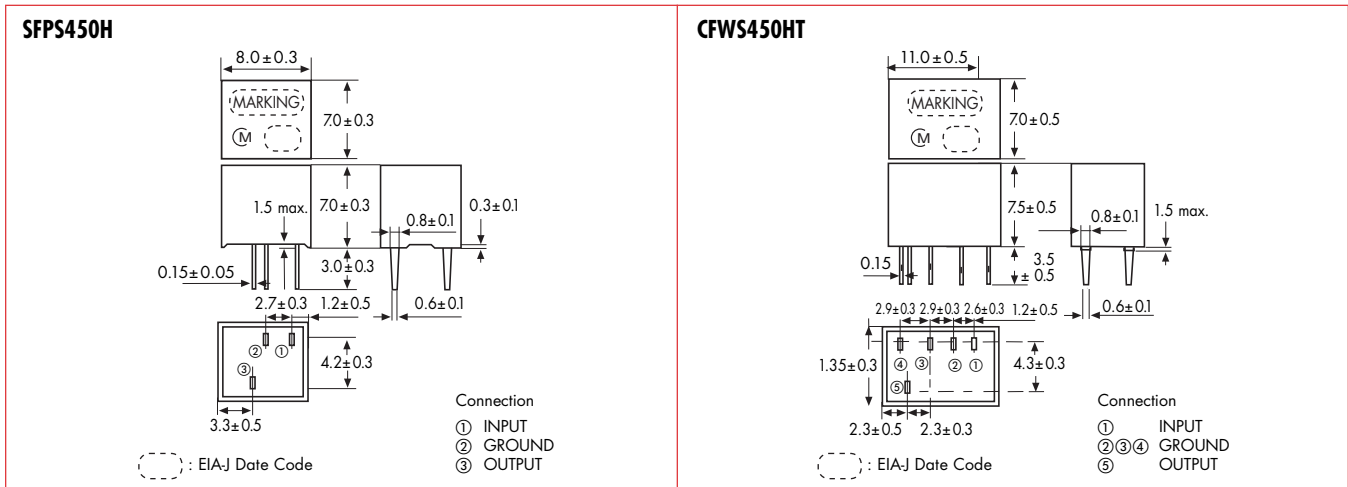 SFPS450H
8.0±0.3
MARKING
M
7.0±0.3
1.5 max.
7.0±0.3
0.8±0.1
0.3±0.1
0.15±0.05
3.0±0.3
2.7±0.3
1.2±0.5
0.6±0.1
② ①
③
4.2±0.3
3.3±0.5
Connection
① INPUT
② GROUND
③ OUTPUT
: EIA-J Date Code
CFWS450HT
11.0±0.5
MARKING
M
7.0±0.5
7.5±0.5
0.8±0.1
1.5 max.
0.15
3.5
±0.5
2.9±0.3 2.9±0.3 2.6±0.3 1.2±0.5
0.6±0.1
1.35±0.3
④ ③ ② ①
⑤
4.3±0.3
2.3±0.5 2.3±0.3
Connection
① INPUT
②③④ GROUND
⑤ OUTPUT
: EIA-J Date Code